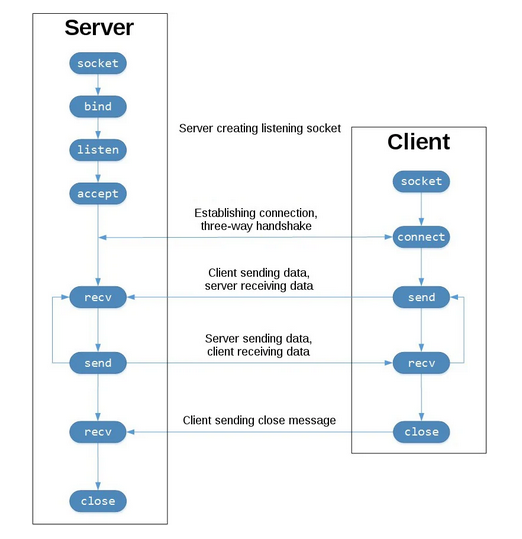 Server
socket
bind
listen
accept
recv
send
recv
close
Server creating listening socket
Establishing connection,
three-way handshake
Client sending data,
server receiving data
Server sending data,
client receiving data
Client sending close message
Client
socket
connect
send
recv
close